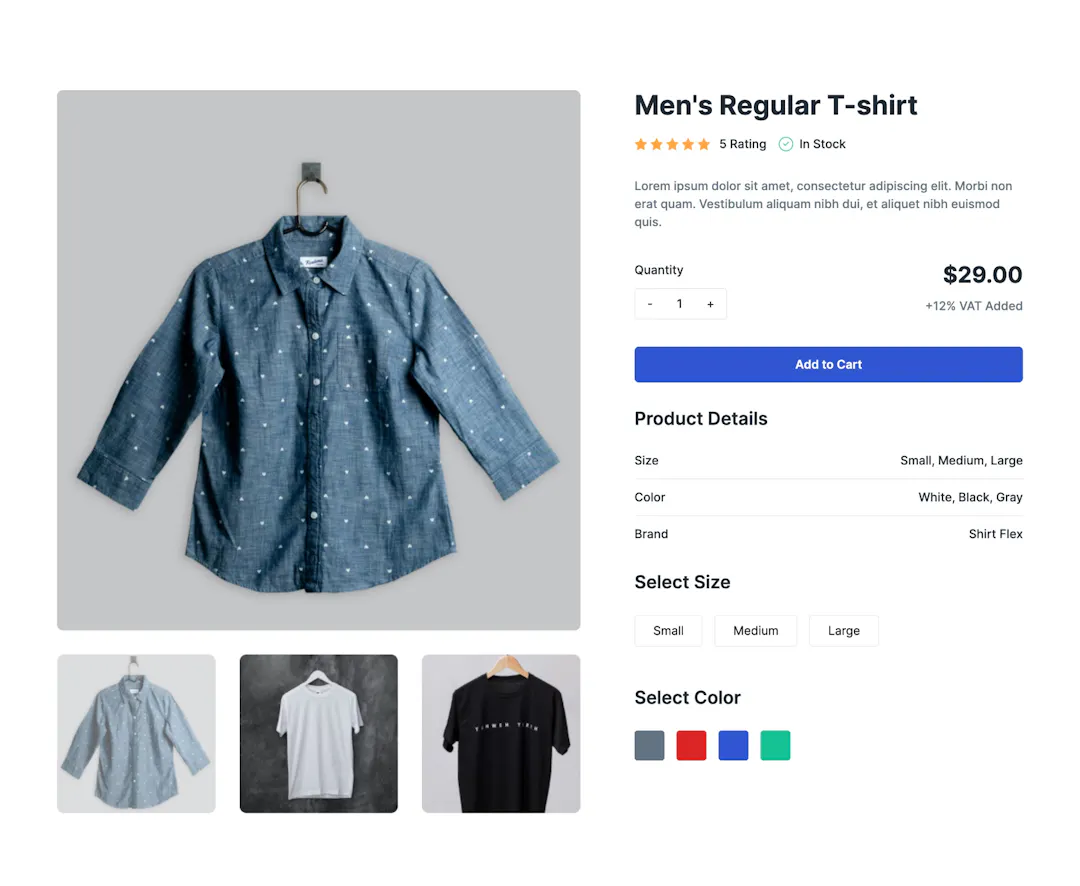 Men's Regular T-shirt
5 Rating
In Stock
Lorem ipsum dolor sit amet, consectetur adipiscing elit. Morbi non
erat quam. Vestibulum aliquam nibh dui, et aliquet nibh euismod
quis.
Quantity
- 1 +
$29.00
+12% VAT Added
Add to Cart
Product Details
Size Small, Medium, Large
Color White, Black, Gray
Brand Shirt Flex
Select Size
Small Medium Large
Select Color